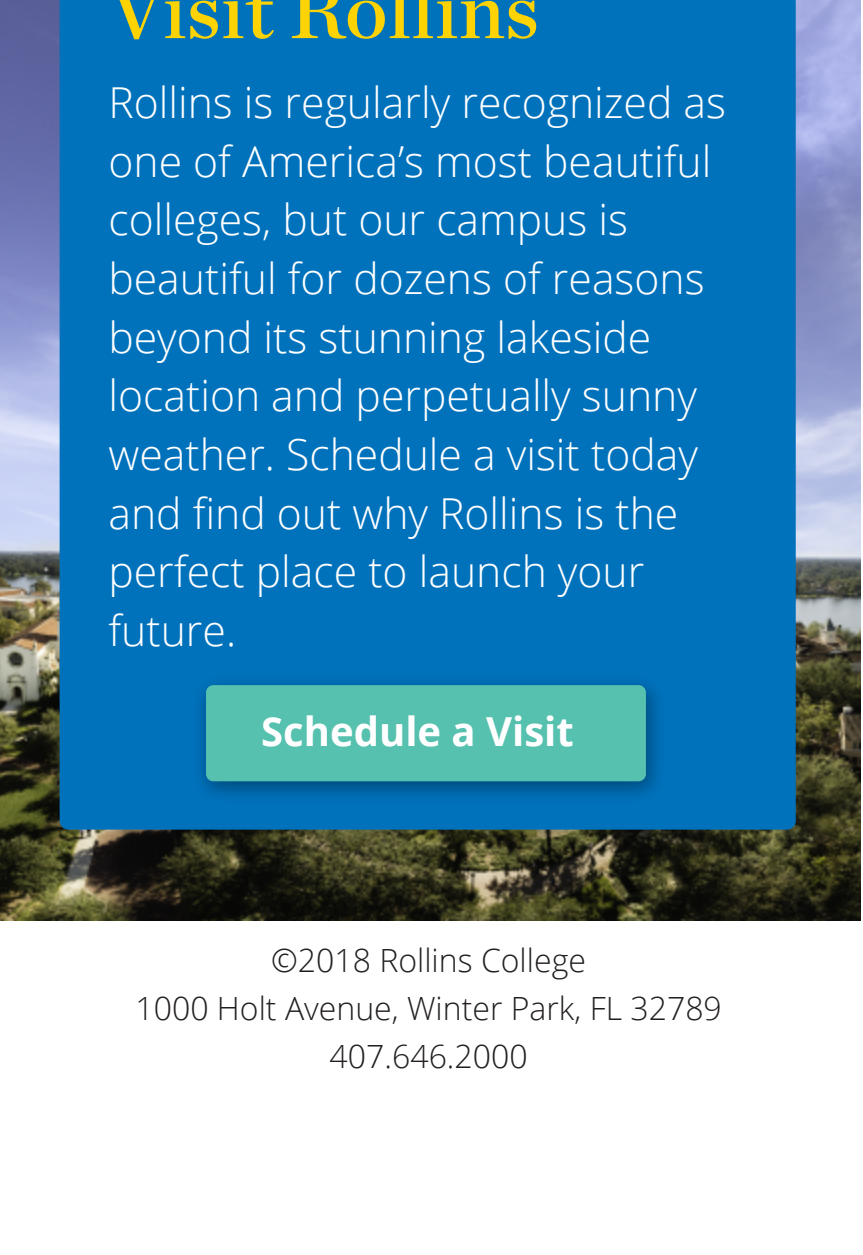 Visit Rollins
Rollins is regularly recognized as
one of America’s most beautiful
colleges, but our campus is
beautiful for dozens of reasons
beyond its stunning lakeside
location and perpetually sunny
weather. Schedule a visit today
and find out why Rollins is the
perfect place to launch your
future.
Schedule a Visit
©2018 Rollins College
1000 Holt Avenue, Winter Park, FL 32789
407.646.2000